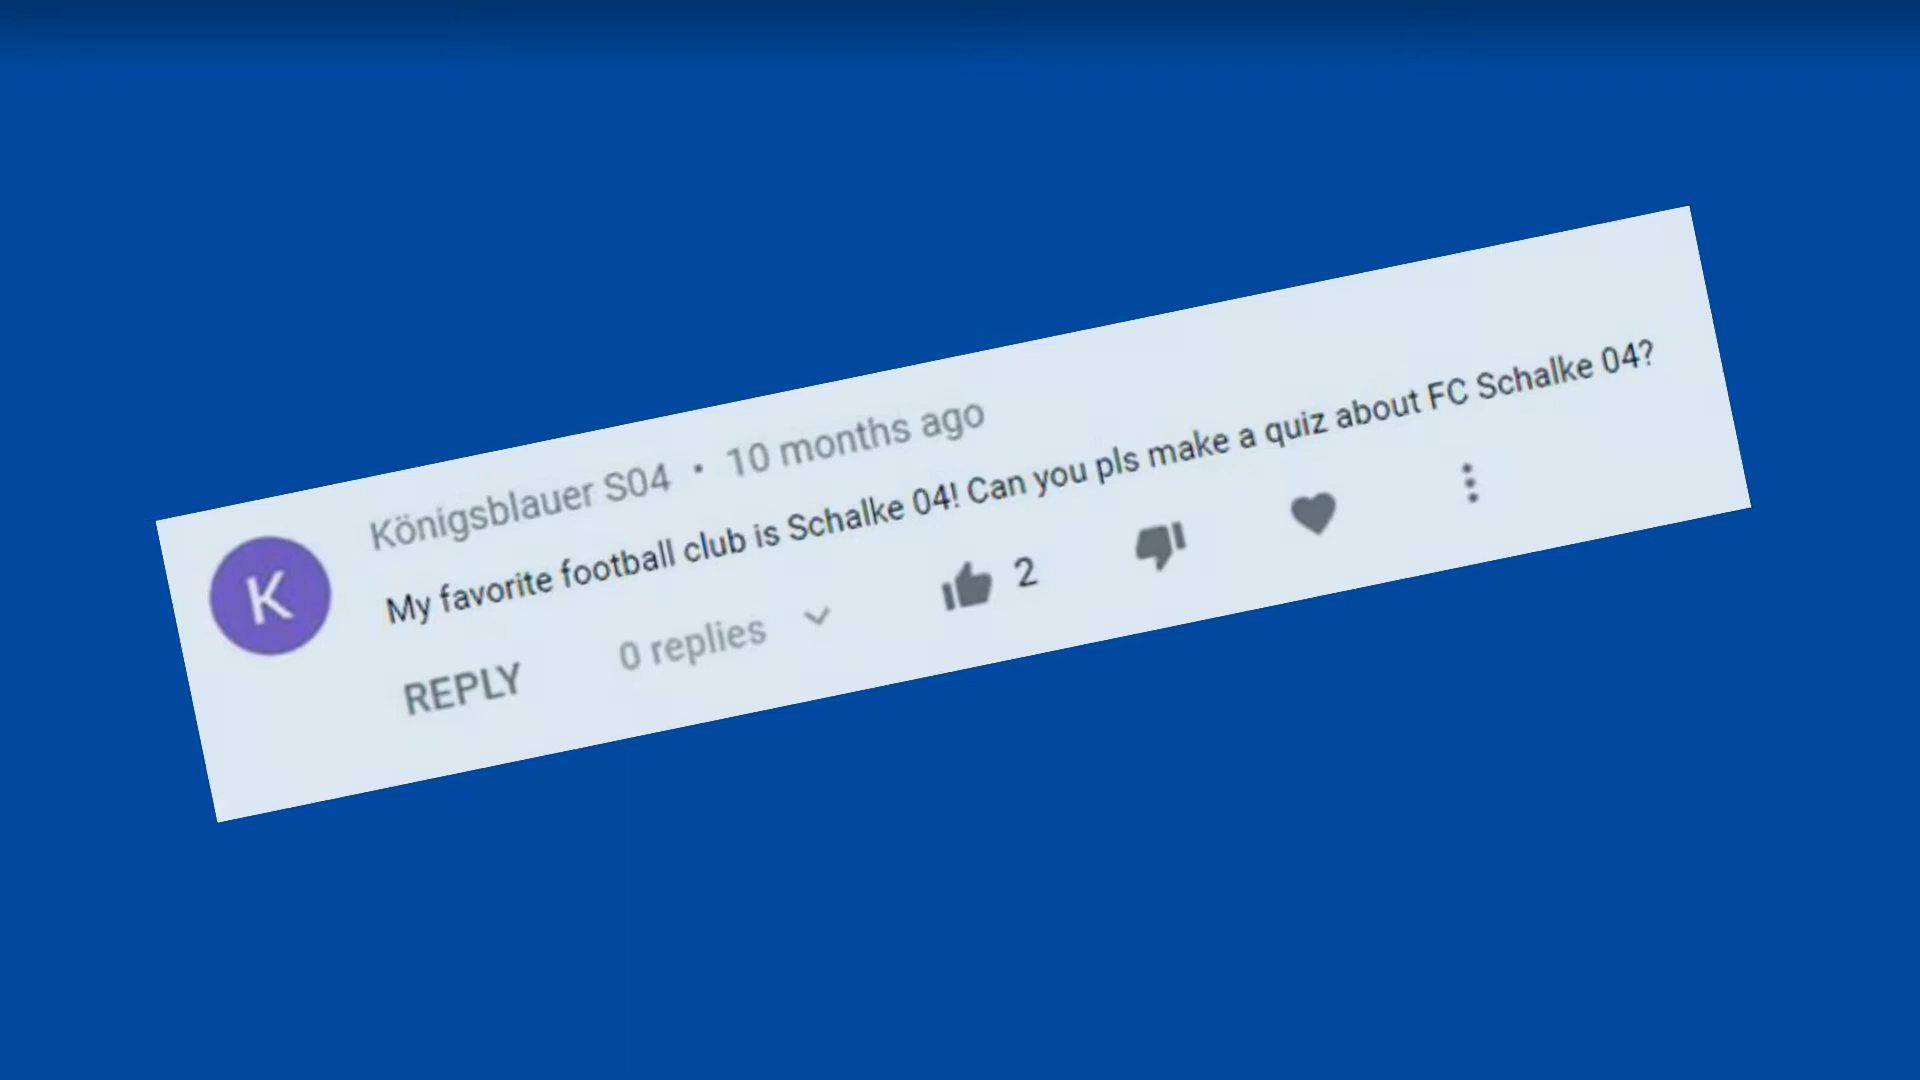 Königsblauer S04 • 10 months ago
K
My favorite football club is Schalke 04! Can you pls make a quiz about FC Schalke 04?
REPLY 0 replies 2